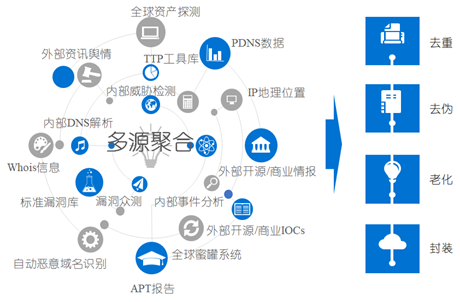 全球资产探测
外部资讯舆情
TTP工具库
PDNS数据
内部威胁检测
IP地理位置
内部DNS解析
多源聚合
Whois信息
外部开源/商业情报
标准漏洞库
漏洞众测
内部事件分析
外部开源/商业IOCs
自动恶意域名识别
全球蜜罐系统
APT报告
去重
去伪
老化
封装